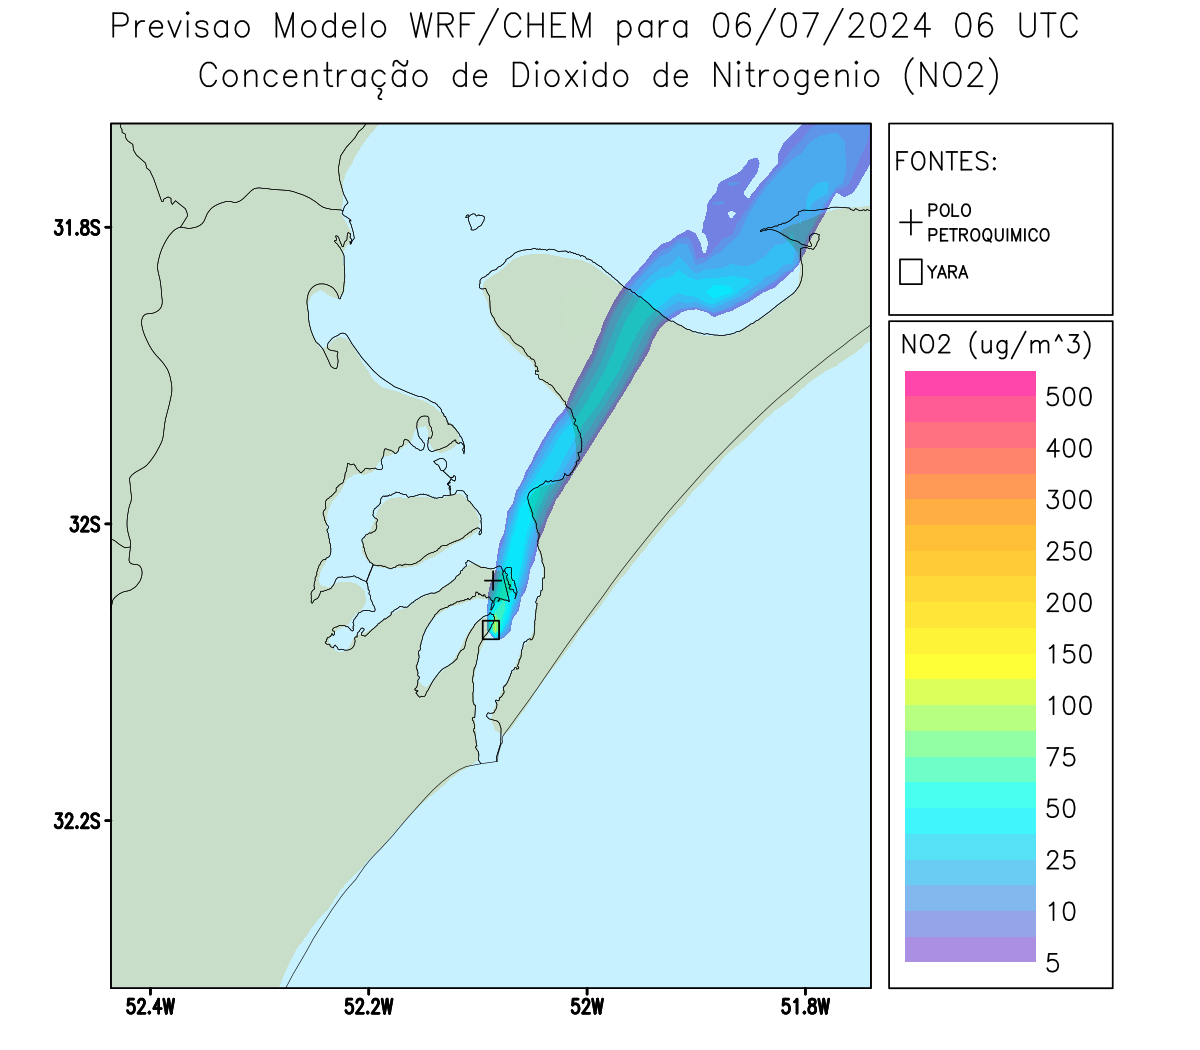 Previsao Modelo WRF/CHEM para 06/07/2024 06 UTC
Concentração de Dioxido de Nitrogenio (NO2)
FONTES:
POLO
PETROQUIMICO
YARA
NO2 (ug/m^3)
500
400
300
250
200
150
100
75
50
25
10
5
31.8S
32S
32.2S
52.4W
52.2W
52W
51.8W